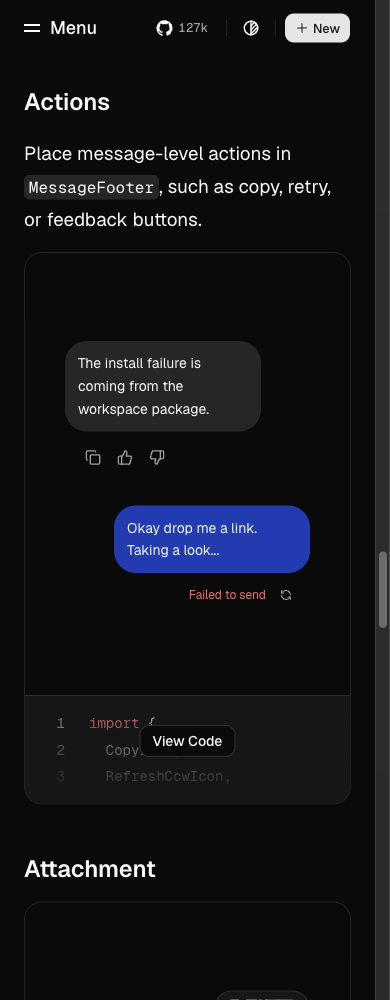 Menu
127k
New
Actions
Place message-level actions in
MessageFooter, such as copy, retry,
or feedback buttons.
The install failure is
coming from the
workspace package.
Okay drop me a link.
Taking a look...
Failed to send
1 import {
2 Copy
View Code
3 RefreshCcwIcon,
Attachment